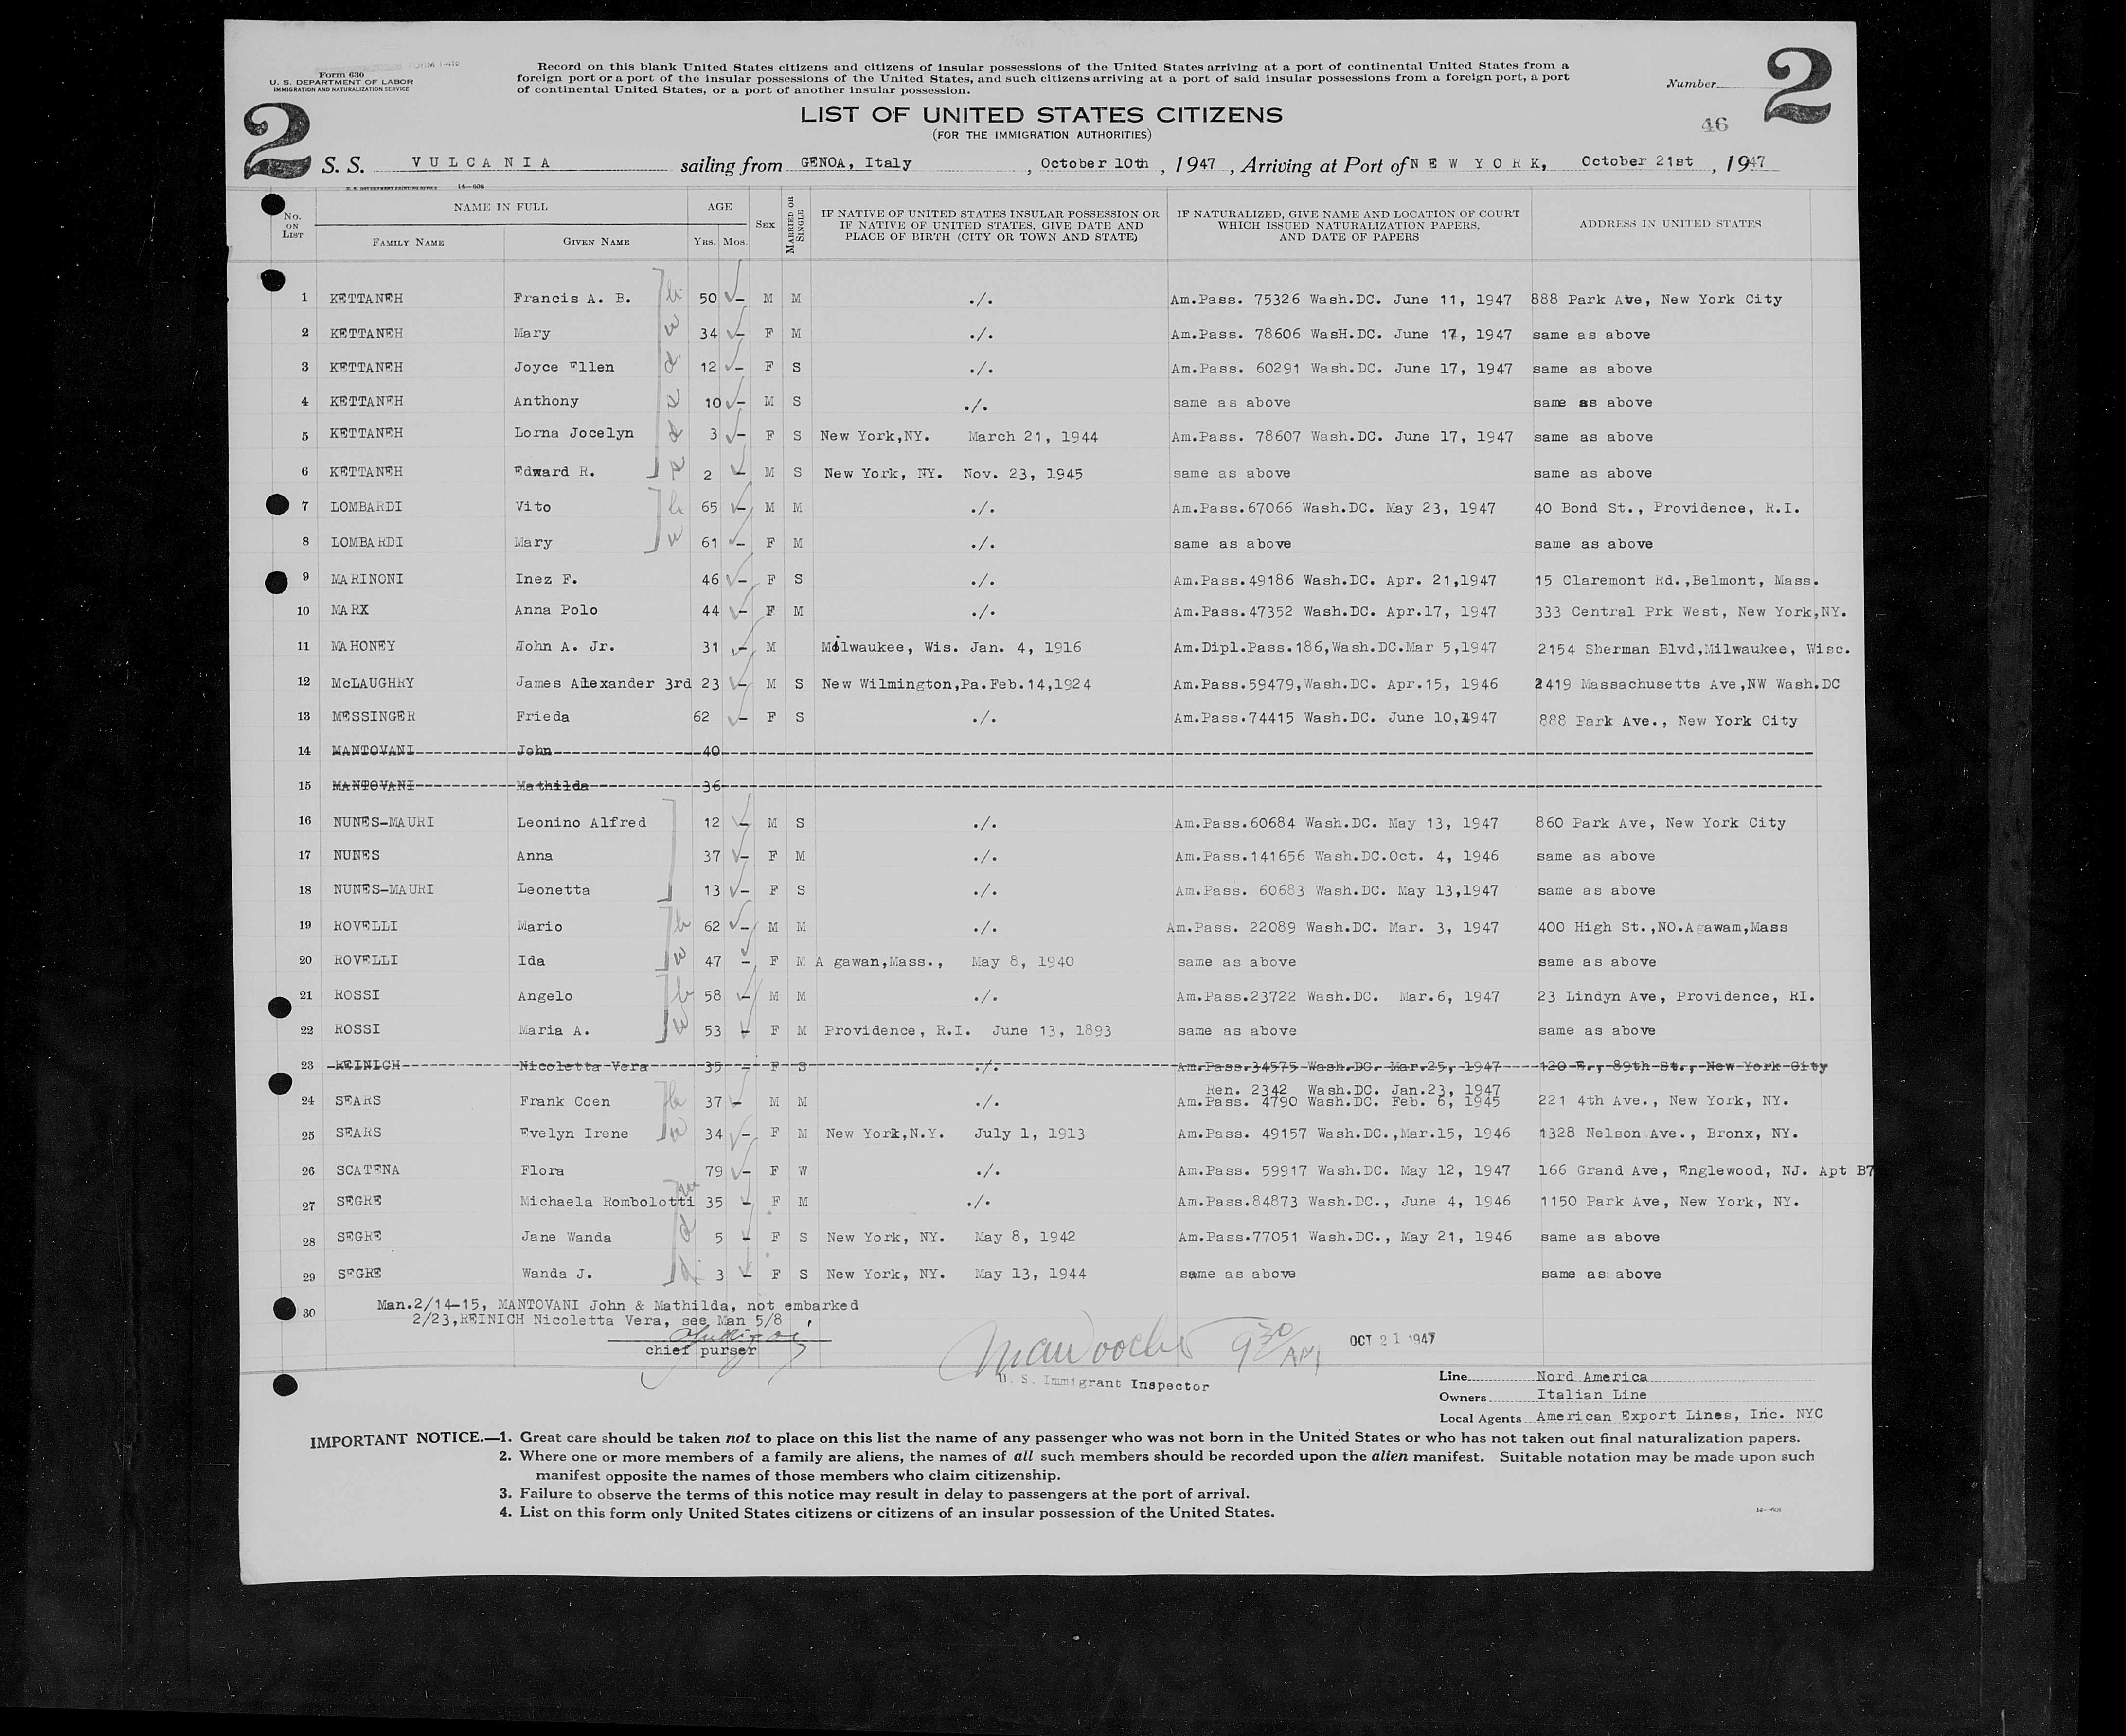 Form 630
U. S. DEPARTMENT OF LABOR
IMMIGRATION AND NATURALIZATION SERVICE
FORM I-419
Record on this blank United States citizens and citizens of insular possessions of the United States arriving at a port of continental United States from a
foreign port or a port of the insular possessions of the United States, and such citizens arriving at a port of said insular possessions from a foreign port, a port
of continental United States, or a port of another insular possession.
Number
2
2
46
LIST OF UNITED STATES CITIZENS
(FOR THE IMMIGRATION AUTHORITIES)
S. S. VULCANIA sailing from GENOA, Italy, October 10th, 1947, Arriving at Port of NEW YORK, October 21st, 1947
U. S. GOVERNMENT PRINTING OFFICE 14—608
No. ON LIST NAME IN FULL AGE SEX MARRIED OR SINGLE IF NATIVE OF UNITED STATES INSULAR POSSESSION OR IF NATIVE OF UNITED STATES, GIVE DATE AND PLACE OF BIRTH (CITY OR TOWN AND STATE) IF NATURALIZED, GIVE NAME AND LOCATION OF COURT WHICH ISSUED NATURALIZATION PAPERS, AND DATE OF PAPERS ADDRESS IN UNITED STATES
FAMILY NAME GIVEN NAME YRS. MOS.
1 KETTANEH Francis A. B. h 50 – M M ./. Am.Pass. 75326 Wash.DC. June 11, 1947 888 Park Ave, New York City
2 KETTANEH Mary w 34 – F M ./. Am.Pass. 78606 WasH.DC. June 17, 1947 same as above
3 KETTANEH Joyce Ellen d 12 – F S ./. Am.Pass. 60291 Wash.DC. June 17, 1947 same as above
4 KETTANEH Anthony s 10 – M S ./. same as above same as above
5 KETTANEH Lorna Jocelyn d 3 – F S New York,NY. March 21, 1944 Am.Pass. 78607 Wash.DC. June 17, 1947 same as above
6 KETTANEH Edward R. s 2 – M S New York, NY. Nov. 23, 1945 same as above same as above
7 LOMBARDI Vito h 65 – M M ./. Am.Pass.67066 Wash.DC. May 23, 1947 40 Bond St., Providence, R.I.
8 LOMBARDI Mary w 61 – F M ./. same as above same as above
9 MARINONI Inez F. 46 – F S ./. Am.Pass.49186 Wash.DC. Apr. 21,1947 15 Claremont Rd.,Belmont, Mass.
10 MARX Anna Polo 44 – F M ./. Am.Pass.47352 Wash.DC. Apr.17, 1947 333 Central Prk West, New York,NY.
11 MAHONEY John A. Jr. 31 – M Milwaukee, Wis. Jan. 4, 1916 Am.Dipl.Pass.186,Wash.DC.Mar 5,1947 2154 Sherman Blvd,Milwaukee, Wisc.
12 McLAUGHRY James Alexander 3rd 23 – M S New Wilmington,Pa.Feb.14,1924 Am.Pass.59479,Wash.DC. Apr.15, 1946 2419 Massachusetts Ave,NW Wash.DC
13 MESSINGER Frieda 62 – F S ./. Am.Pass.74415 Wash.DC. June 10,1947 888 Park Ave., New York City
14 MANTOVANI John 40
15 MANTOVANI Mathilda 36
16 NUNES-MAURI Leonino Alfred 12 – M S ./. Am.Pass.60684 Wash.DC. May 13, 1947 860 Park Ave, New York City
17 NUNES Anna 37 – F M ./. Am.Pass.141656 Wash.DC.Oct. 4, 1946 same as above
18 NUNES-MAURI Leonetta 13 – F S ./. Am.Pass. 60683 Wash.DC. May 13,1947 same as above
19 ROVELLI Mario h 62 – M M ./. Am.Pass. 22089 Wash.DC. Mar. 3, 1947 400 High St.,NO.Agawam,Mass
20 ROVELLI Ida w 47 – F M A gawan,Mass., May 8, 1940 same as above same as above
21 ROSSI Angelo h 58 – M M ./. Am.Pass.23722 Wash.DC. Mar.6, 1947 23 Lindyn Ave, Providence, RI.
22 ROSSI Maria A. w 53 – F M Providence, R.I. June 13, 1893 same as above same as above
23 REINICH Nicoletta Vera 35 – F S ./. Am.Pass.34575 Wash.DC. Mar.25, 1947 120 E., 89th St., New York City
Ren. 2342 Wash.DC. Jan.23, 1947
24 SEARS Frank Coen h 37 – M M ./. Am.Pass. 4790 Wash.DC. Feb. 6, 1945 221 4th Ave., New York, NY.
25 SEARS Evelyn Irene w 34 – F M New York,N.Y. July 1, 1913 Am.Pass. 49157 Wash.DC.,Mar.15, 1946 1328 Nelson Ave., Bronx, NY.
26 SCATENA Flora 79 – F W ./. Am.Pass. 59917 Wash.DC. May 12, 1947 166 Grand Ave, Englewood, NJ. Apt B7
27 SEGRE Michaela Rombolotti 35 – F M ./. Am.Pass.84873 Wash.DC., June 4, 1946 1150 Park Ave, New York, NY.
28 SEGRE Jane Wanda d 5 – F S New York, NY. May 8, 1942 Am.Pass.77051 Wash.DC., May 21, 1946 same as above
29 SEGRE Wanda J. d 3 – F S New York, NY. May 13, 1944 same as above same as above
30 Man.2/14-15, MANTOVANI John & Mathilda, not embarked
2/23,REINICH Nicoletta Vera, see Man 5/8
chief purser
930 AM
OCT 21 1947
U. S. Immigrant Inspector
Line Nord America
Owners Italian Line
Local Agents American Export Lines, Inc. NYC
IMPORTANT NOTICE.—1. Great care should be taken not to place on this list the name of any passenger who was not born in the United States or who has not taken out final naturalization papers.
2. Where one or more members of a family are aliens, the names of all such members should be recorded upon the alien manifest. Suitable notation may be made upon such
manifest opposite the names of those members who claim citizenship.
3. Failure to observe the terms of this notice may result in delay to passengers at the port of arrival.
4. List on this form only United States citizens or citizens of an insular possession of the United States.
14—608